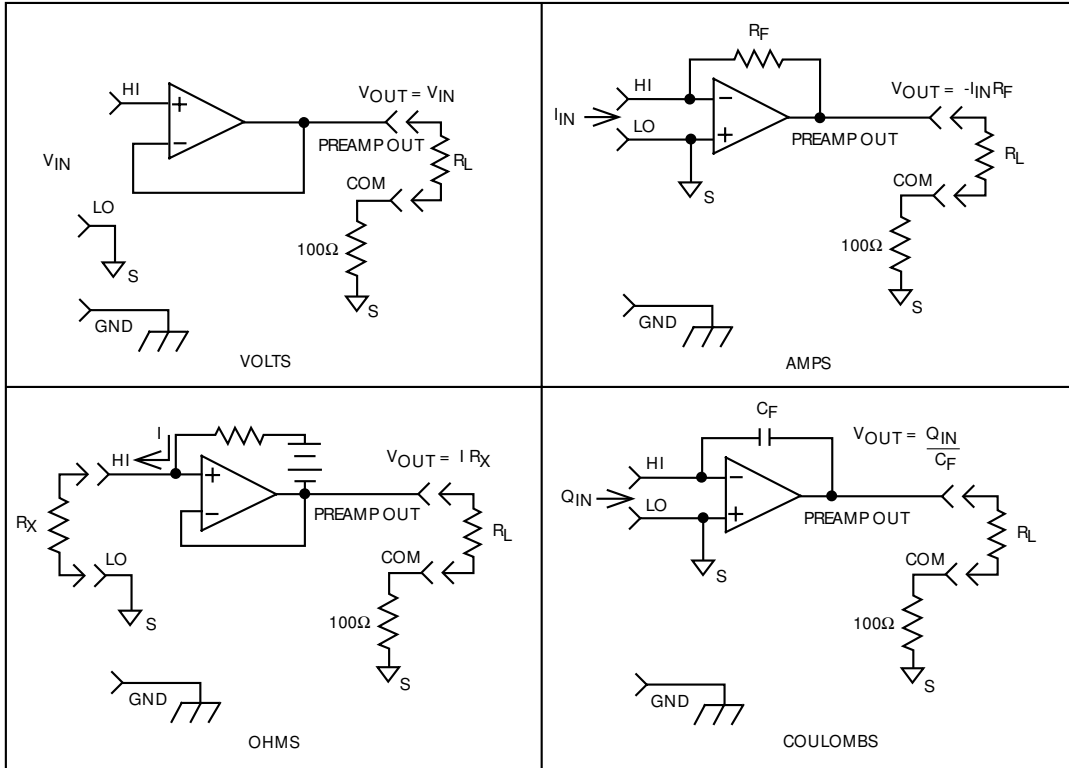 HI
+
−
VOUT = VIN
PREAMP OUT
VIN
RL
COM
LO
100Ω
S
S
GND
VOLTS
RF
HI
−
VOUT = -IINRF
IIN
LO
+
PREAMP OUT
RL
S
COM
100Ω
S
GND
AMPS
I
HI
+
−
VOUT = I RX
PREAMP OUT
RX
RL
LO
COM
S
100Ω
S
GND
OHMS
CF
HI
−
VOUT = QIN
CF
QIN
LO
+
PREAMP OUT
RL
S
COM
100Ω
S
GND
COULOMBS